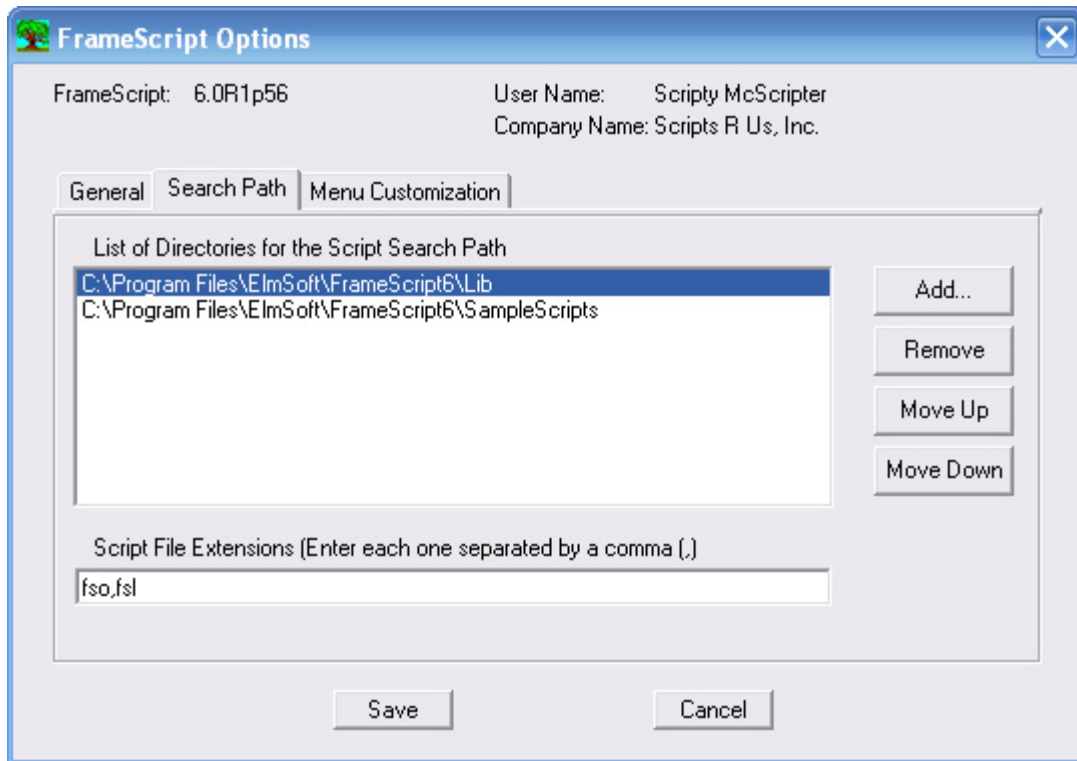 FrameScript Options
FrameScript: 6.0R1p56
User Name: Scripty McScripter
Company Name: Scripts R Us, Inc.
General
Search Path
Menu Customization
List of Directories for the Script Search Path
C:\Program Files\ElmSoft\FrameScript6\Lib
C:\Program Files\ElmSoft\FrameScript6\SampleScripts
Add...
Remove
Move Up
Move Down
Script File Extensions (Enter each one separated by a comma (,)
fso,fsl
Save
Cancel